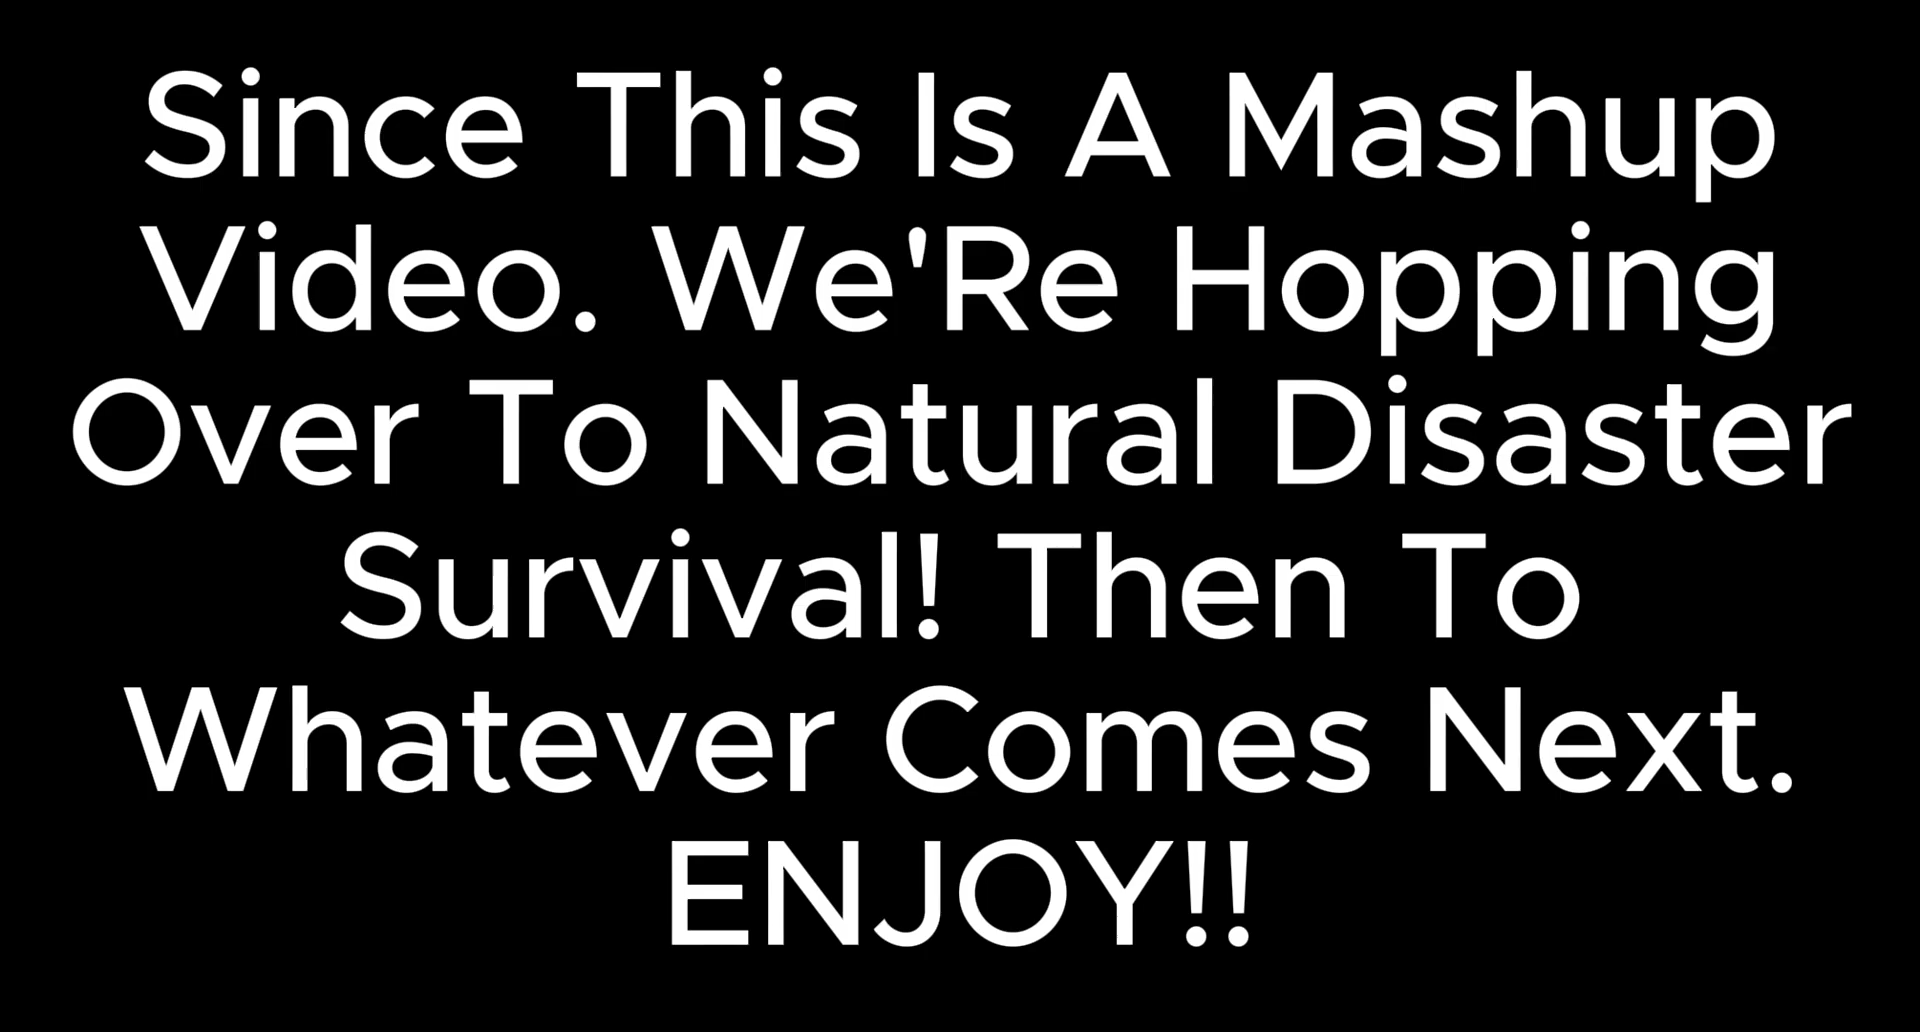 Since This Is A Mashup
Video. We'Re Hopping
Over To Natural Disaster
Survival! Then To
Whatever Comes Next.
ENJOY!!